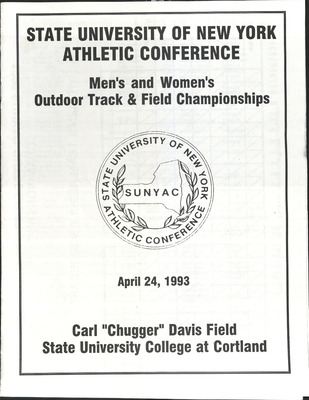 STATE UNIVERSITY OF NEW YORK
ATHLETIC CONFERENCE
Men's and Women's
Outdoor Track & Field Championships
STATE UNIVERSITY OF NEW YORK
SUNYAC
ATHLETIC CONFERENCE
April 24, 1993
Carl "Chugger" Davis Field
State University College at Cortland